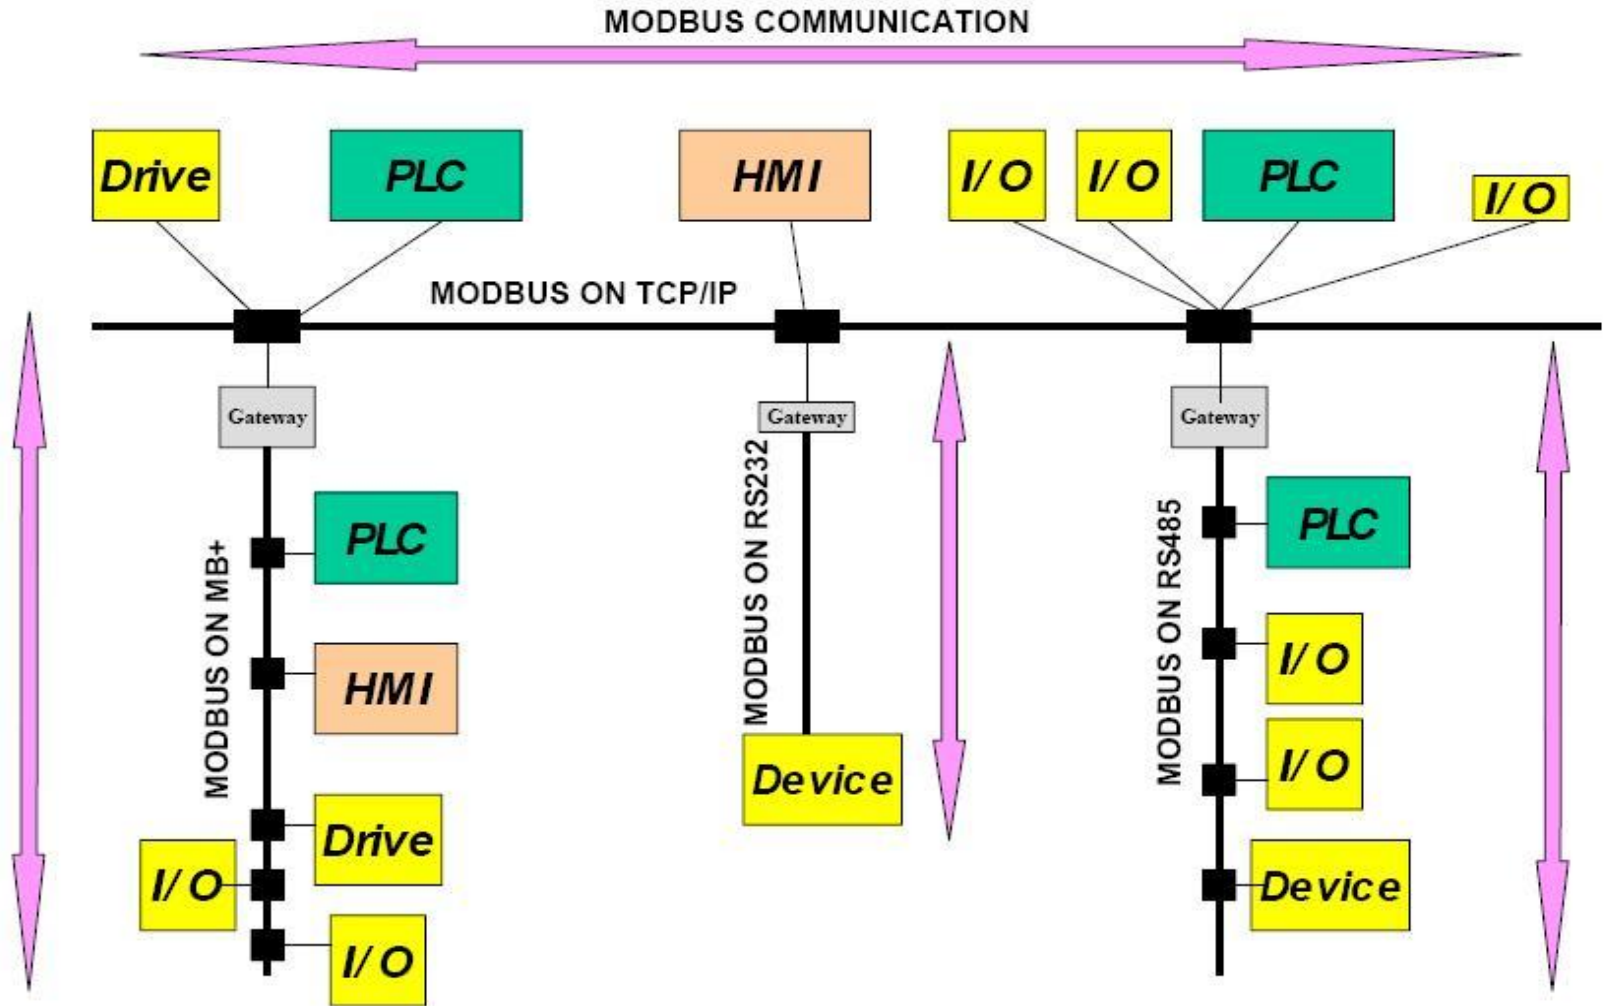 MODBUS COMMUNICATION
Drive
PLC
HMI
I/O
I/O
PLC
I/O
MODBUS ON TCP/IP
Gateway
Gateway
Gateway
MODBUS ON MB+
PLC
HMI
Drive
I/O
I/O
MODBUS ON RS232
Device
MODBUS ON RS485
PLC
I/O
I/O
Device